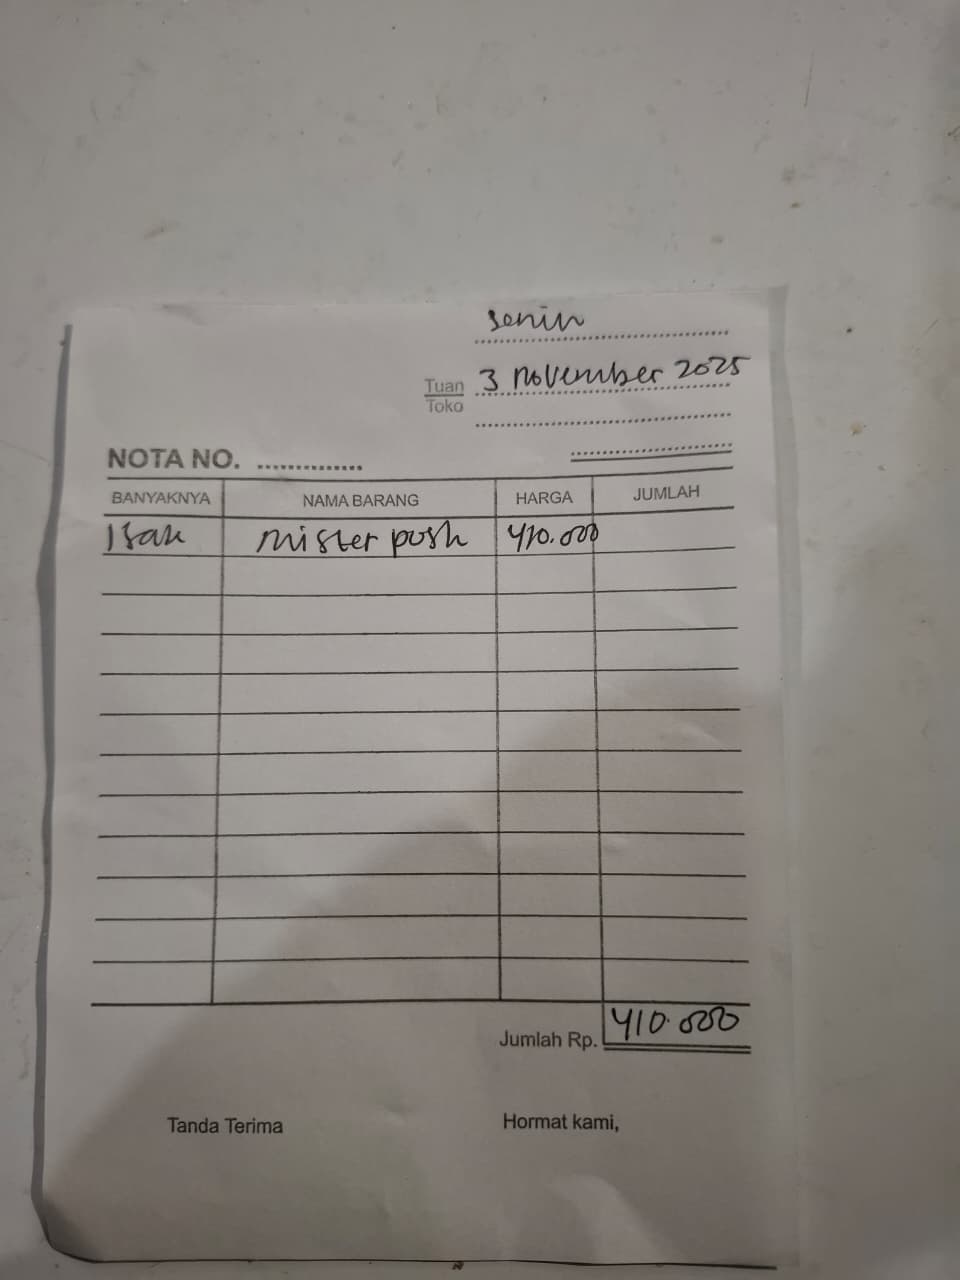 Senin
Tuan 3 November 2025
Toko
NOTA NO. ..............
BANYAKNYA NAMA BARANG HARGA JUMLAH
1 sak mister push 410.000
Jumlah Rp. 410.000
Tanda Terima Hormat kami,